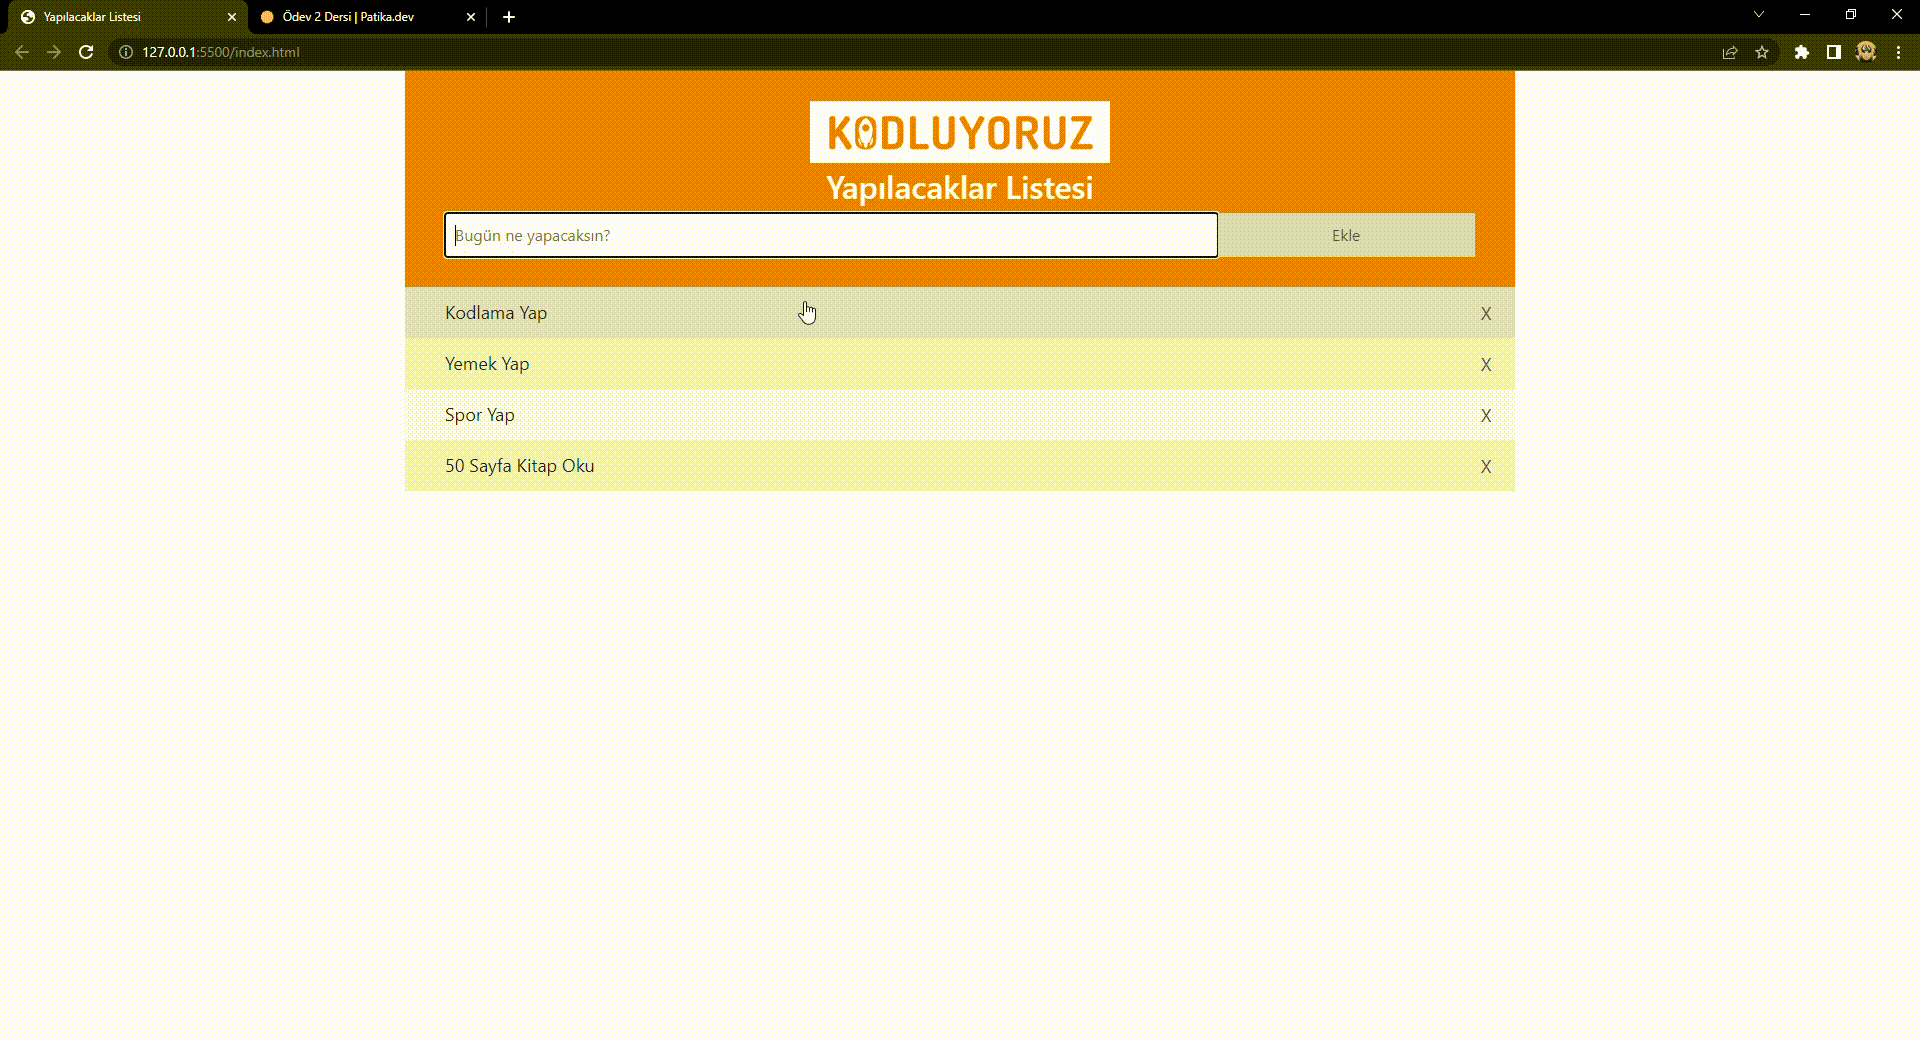 Yapılacaklar Listesi
Ödev 2 Dersi | Patika.dev
127.0.0.1:5500/index.html
KODLUYORUZ
Yapılacaklar Listesi
Bugün ne yapacaksın?
Ekle
Kodlama Yap X
Yemek Yap X
Spor Yap X
50 Sayfa Kitap Oku X